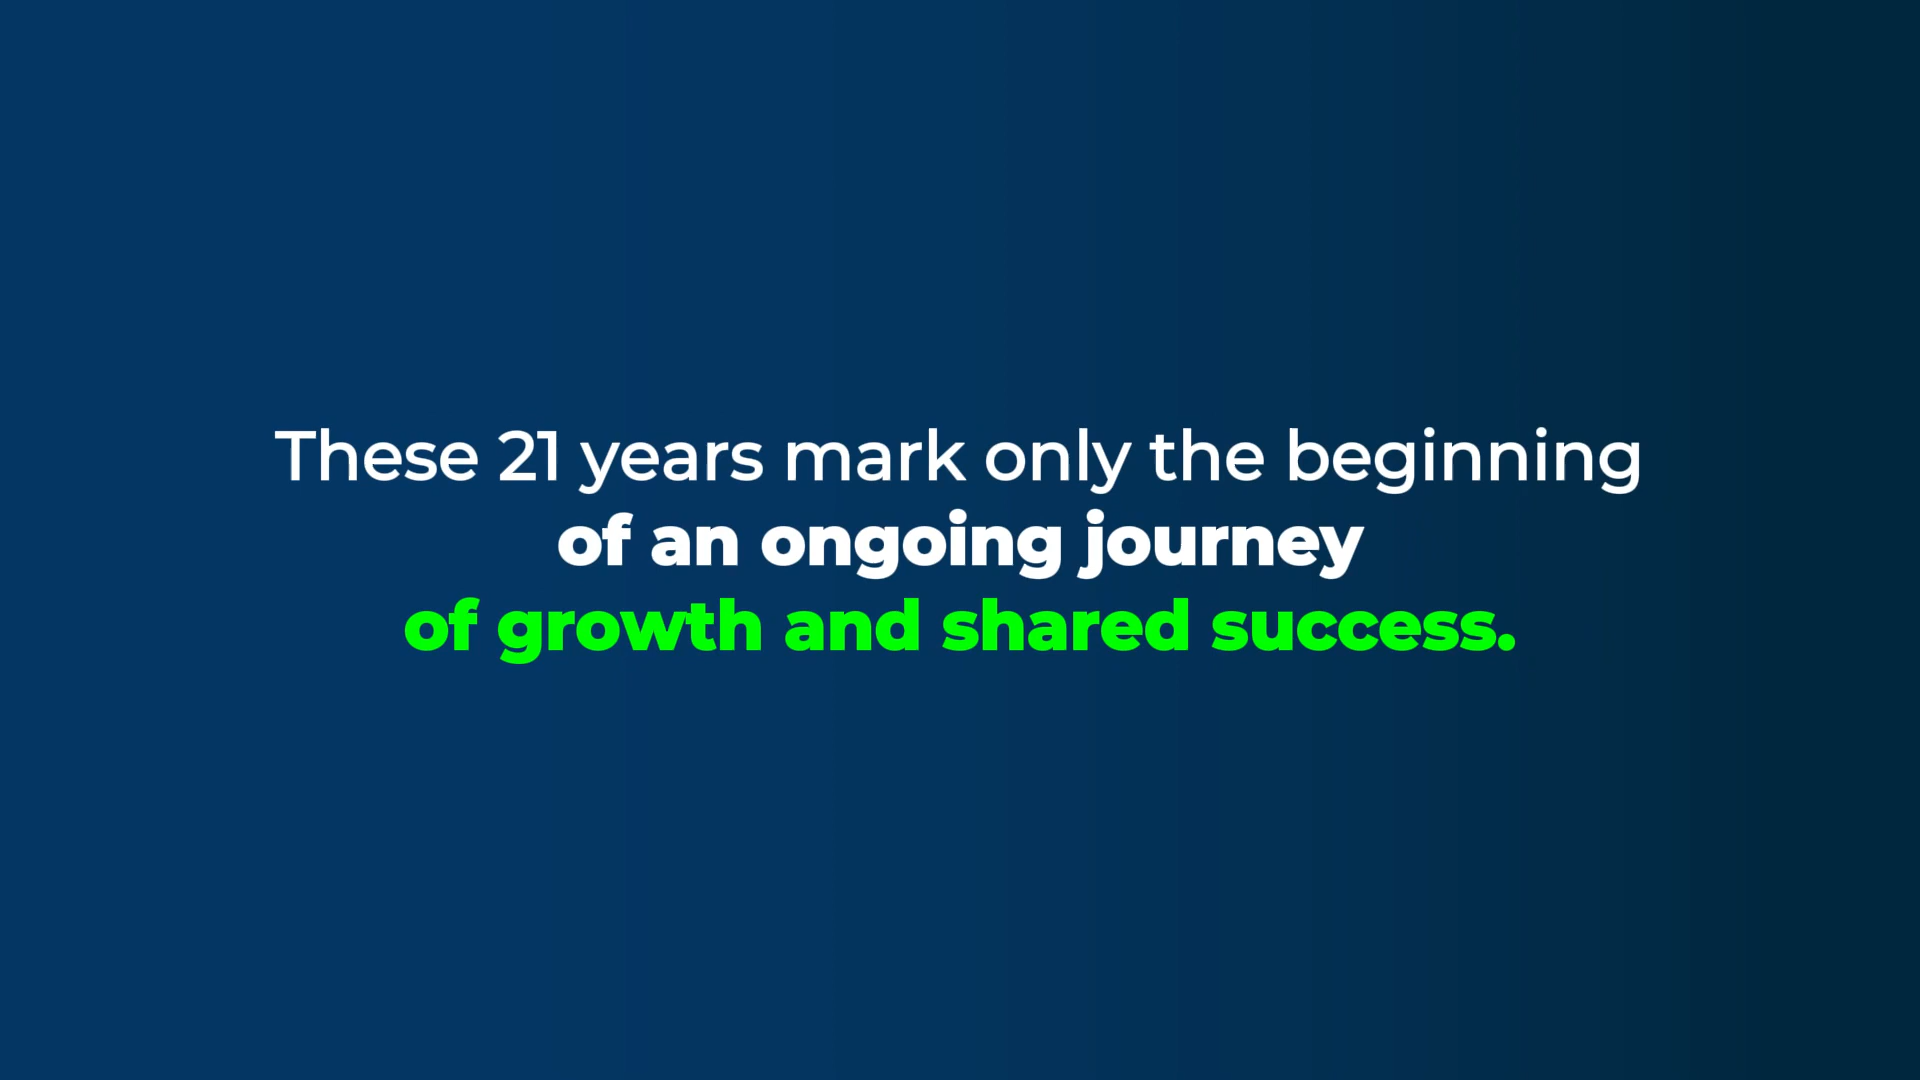 These 21 years mark only the beginning
of an ongoing journey
of growth and shared success.